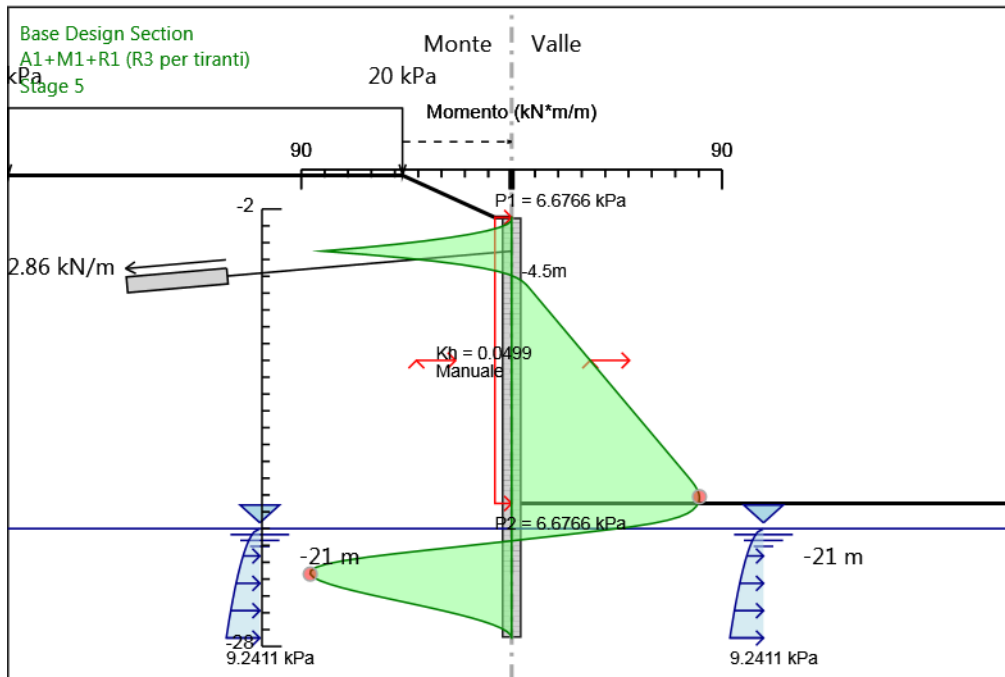 Base Design Section
A1+M1+R1 (R3 per tiranti)
Stage 5
Monte
Valle
kPa
20 kPa
Momento (kN*m/m)
90
90
P1 = 6.6766 kPa
-2
2.86 kN/m
-4.5m
Kh = 0.0499
Manuale
P2 = 6.6766 kPa
-21 m
-21 m
-28
9.2411 kPa
9.2411 kPa